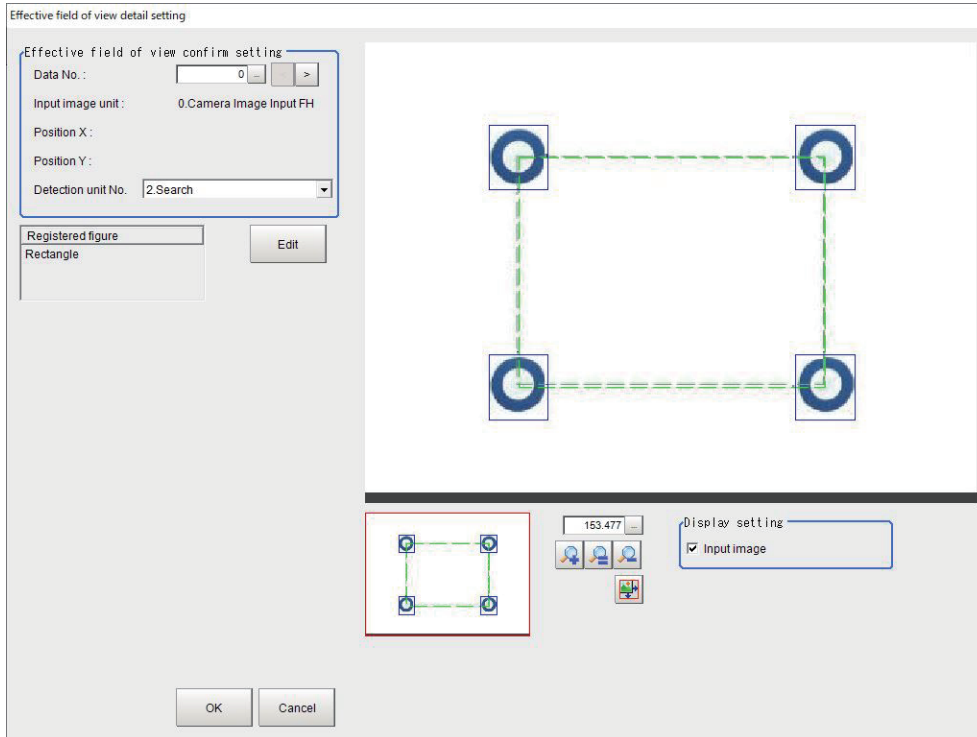 Effective field of view detail setting
Effective field of view confirm setting
Data No. :
0 ... < >
Input image unit :
0.Camera Image Input FH
Position X :
Position Y :
Detection unit No.
2.Search
Registered figure
Rectangle
Edit
153.477 ...
Display setting
Input image
OK
Cancel